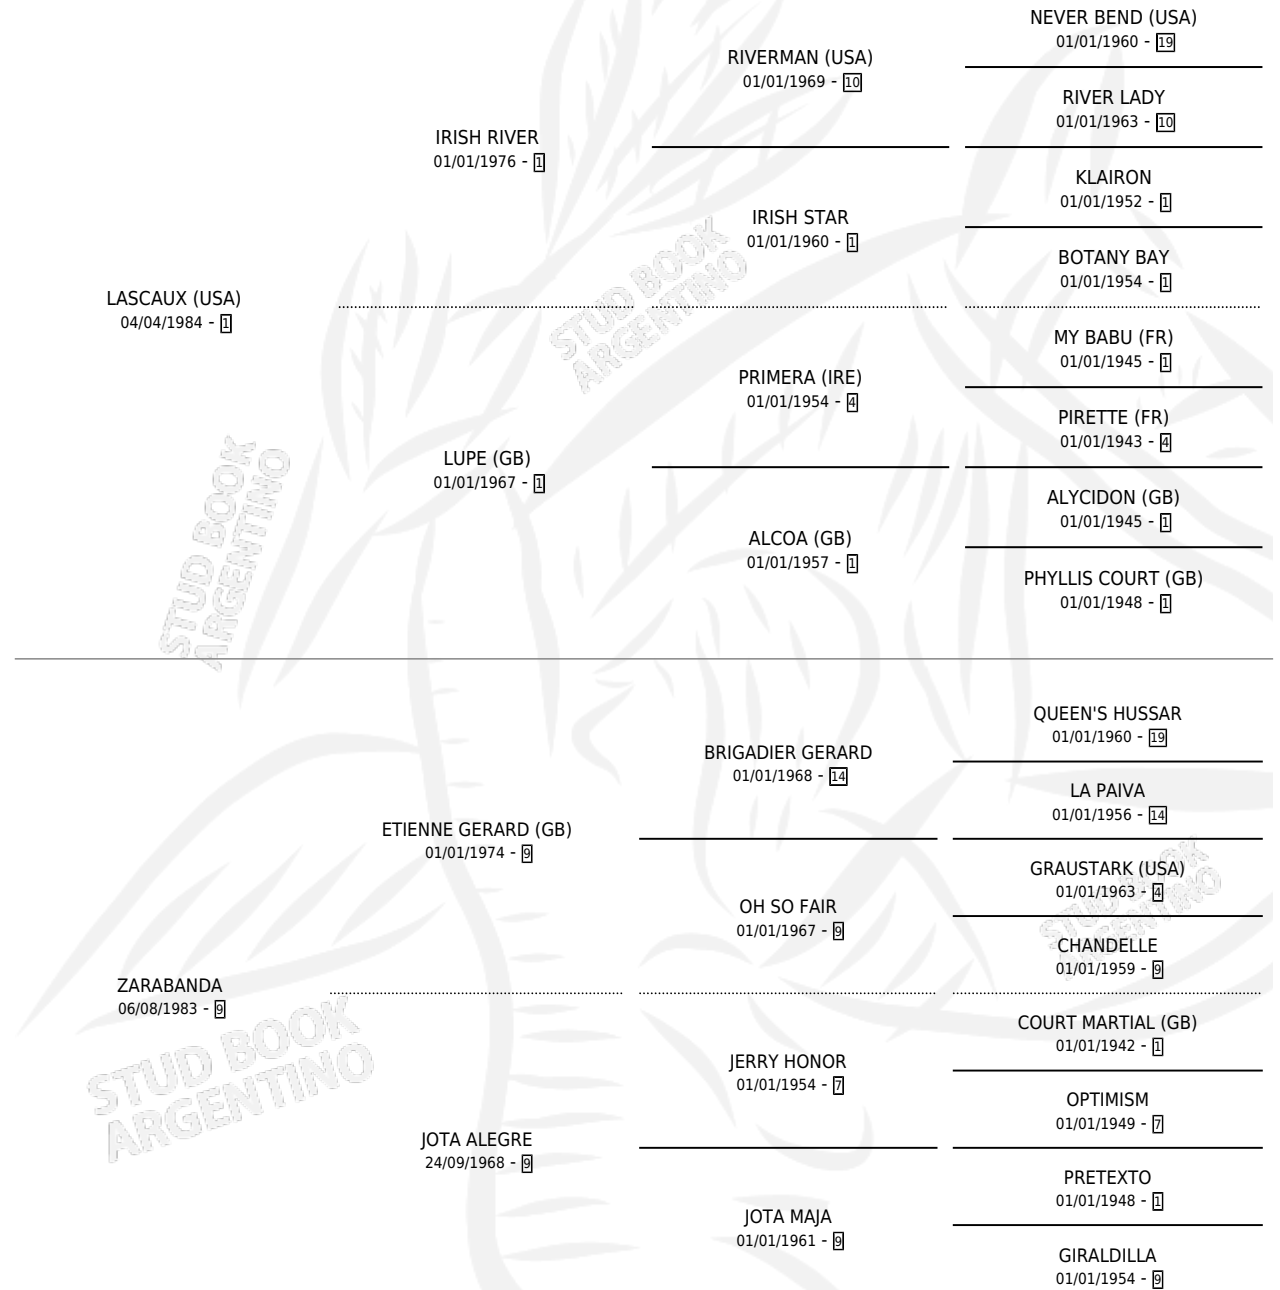 NEVER BEND (USA)
01/01/1960 - 19
RIVERMAN (USA)
01/01/1969 - 10
RIVER LADY
01/01/1963 - 10
IRISH RIVER
01/01/1976 - 1
KLAIRON
01/01/1952 - 1
IRISH STAR
01/01/1960 - 1
BOTANY BAY
01/01/1954 - 1
LASCAUX (USA)
04/04/1984 - 1
MY BABU (FR)
01/01/1945 - 1
PRIMERA (IRE)
01/01/1954 - 4
PIRETTE (FR)
01/01/1943 - 4
LUPE (GB)
01/01/1967 - 1
ALYCIDON (GB)
01/01/1945 - 1
ALCOA (GB)
01/01/1957 - 1
PHYLLIS COURT (GB)
01/01/1948 - 1
STUD BOOK
ARGENTINO
STUD BOOK
ARGENTINO
QUEEN'S HUSSAR
01/01/1960 - 19
BRIGADIER GERARD
01/01/1968 - 14
LA PAIVA
01/01/1956 - 14
ETIENNE GERARD (GB)
01/01/1974 - 9
GRAUSTARK (USA)
01/01/1963 - 4
OH SO FAIR
01/01/1967 - 9
CHANDELLE
01/01/1959 - 9
STUD BOOK
ARGENTINO
ZARABANDA
06/08/1983 - 9
COURT MARTIAL (GB)
01/01/1942 - 1
JERRY HONOR
01/01/1954 - 7
OPTIMISM
01/01/1949 - 7
STUD BOOK
ARGENTINO
JOTA ALEGRE
24/09/1968 - 9
PRETEXTO
01/01/1948 - 1
JOTA MAJA
01/01/1961 - 9
GIRALDILLA
01/01/1954 - 9